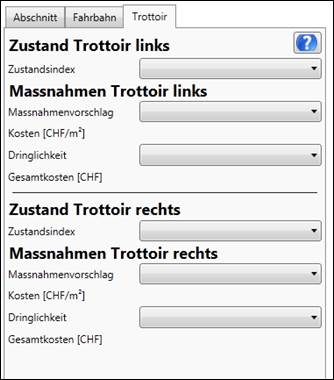 Abschnitt Fahrbahn Trottoir
Zustand Trottoir links
?
Zustandsindex
Massnahmen Trottoir links
Massnahmenvorschlag
Kosten [CHF/m²]
Dringlichkeit
Gesamtkosten [CHF]
Zustand Trottoir rechts
Zustandsindex
Massnahmen Trottoir rechts
Massnahmenvorschlag
Kosten [CHF/m²]
Dringlichkeit
Gesamtkosten [CHF]